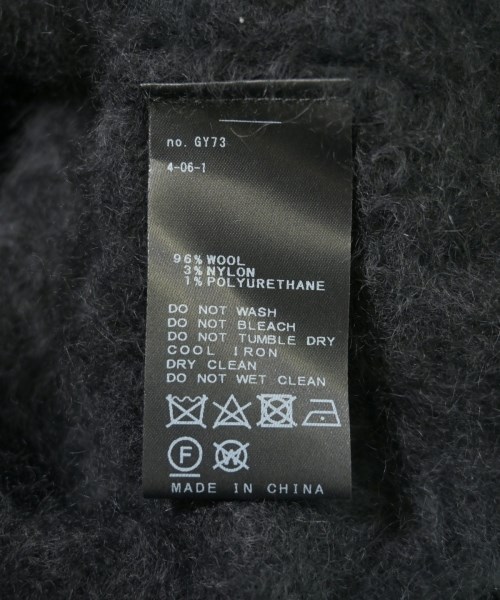 no. GY73
4-06-1
96% WOOL
3% NYLON
1% POLYURETHANE
DO NOT WASH
DO NOT BLEACH
DO NOT TUMBLE DRY
COOL IRON
DRY CLEAN
DO NOT WET CLEAN
F W
MADE IN CHINA